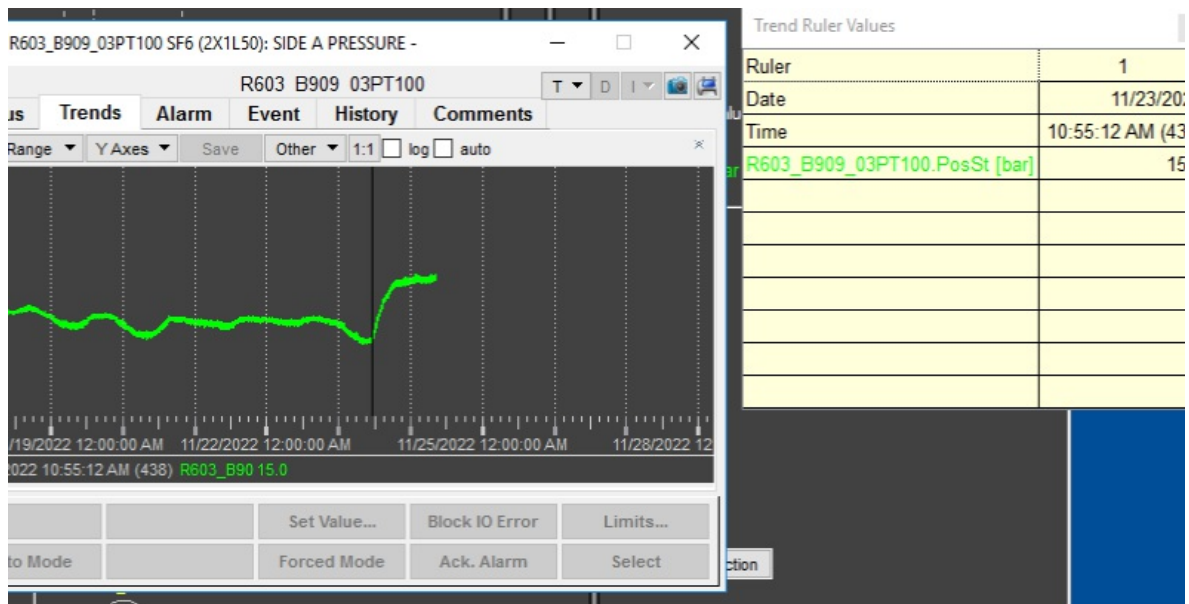 R603_B909_03PT100 SF6 (2X1L50): SIDE A PRESSURE -
R603 B909 03PT100
T D I
us Trends Alarm Event History Comments
Range Y Axes Save Other 1:1 log auto
/19/2022 12:00:00 AM 11/22/2022 12:00:00 AM 11/25/2022 12:00:00 AM 11/28/2022 12:
2022 10:55:12 AM (438) R603_B90 15.0
Set Value... Block IO Error Limits...
to Mode Forced Mode Ack. Alarm Select
Trend Ruler Values
Ruler 1
Date 11/23/202
Time 10:55:12 AM (43
R603_B909_03PT100.PosSt [bar] 15
ction